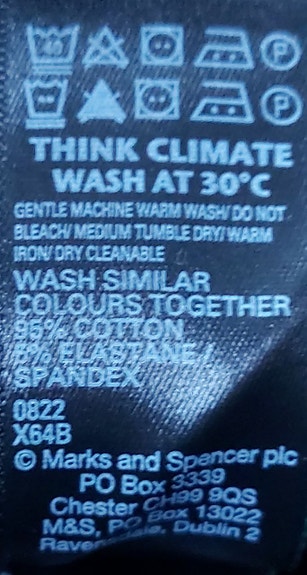 P
P
THINK CLIMATE
WASH AT 30°C
GENTLE MACHINE WARM WASH/ DO NOT
BLEACH/ MEDIUM TUMBLE DRY/ WARM
IRON/ DRY CLEANABLE
WASH SIMILAR
COLOURS TOGETHER
95% COTTON
5% ELASTANE /
SPANDEX
0822
X64B
© Marks and Spencer plc
PO Box 3339
Chester CH99 9QS
M&S, PO Box 13022
Dublin 2